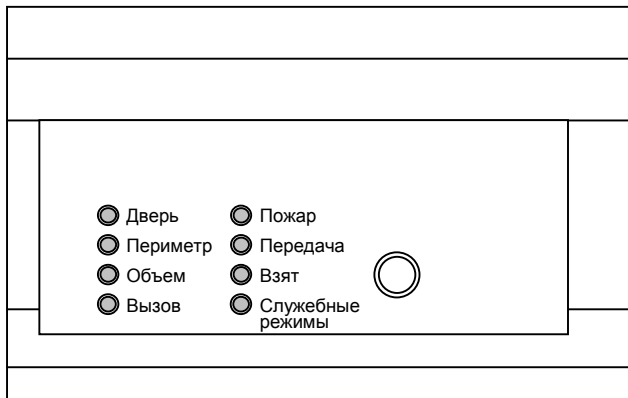 Дверь
Периметр
Объем
Вызов
Пожар
Передача
Взят
Служебные
режимы